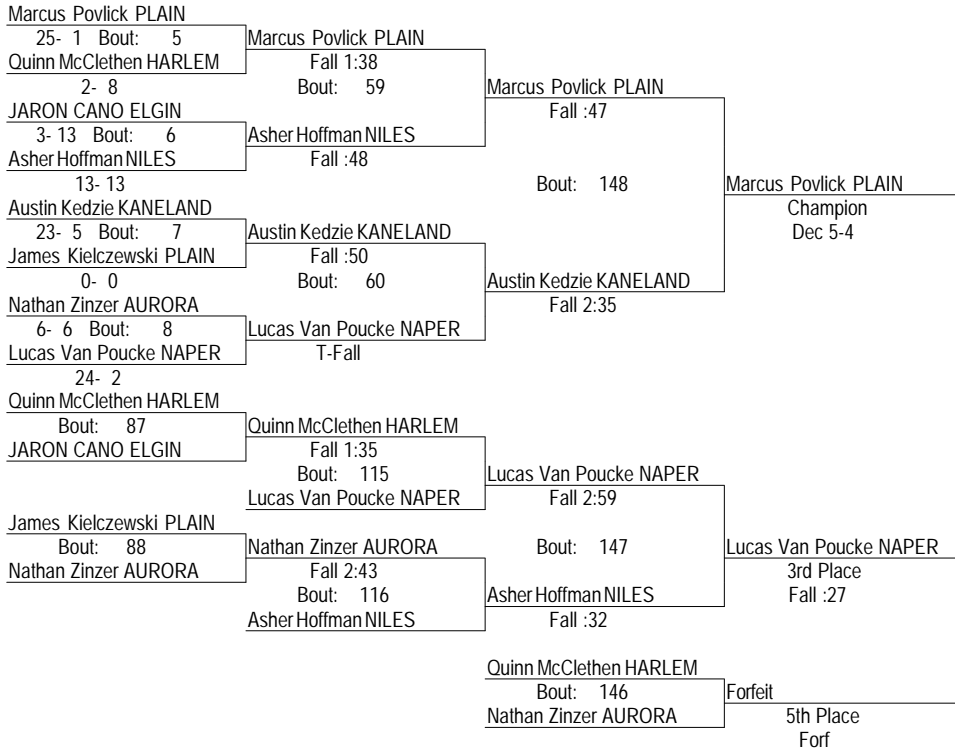 Marcus Povlick PLAIN
25- 1 Bout: 5
Marcus Povlick PLAIN
Quinn McClethen HARLEM
Fall 1:38
2- 8
Bout: 59
Marcus Povlick PLAIN
JARON CANO ELGIN
Fall :47
3- 13 Bout: 6
Asher Hoffman NILES
Asher Hoffman NILES
Fall :48
13- 13
Bout: 148
Marcus Povlick PLAIN
Austin Kedzie KANELAND
Champion
23- 5 Bout: 7
Austin Kedzie KANELAND
Dec 5-4
James Kielczewski PLAIN
Fall :50
0- 0
Bout: 60
Austin Kedzie KANELAND
Nathan Zinzer AURORA
Fall 2:35
6- 6 Bout: 8
Lucas Van Poucke NAPER
Lucas Van Poucke NAPER
T-Fall
24- 2
Quinn McClethen HARLEM
Bout: 87
Quinn McClethen HARLEM
JARON CANO ELGIN
Fall 1:35
Bout: 115
Lucas Van Poucke NAPER
Lucas Van Poucke NAPER
Fall 2:59
James Kielczewski PLAIN
Bout: 88
Nathan Zinzer AURORA
Bout: 147
Lucas Van Poucke NAPER
Nathan Zinzer AURORA
Fall 2:43
3rd Place
Bout: 116
Asher Hoffman NILES
Fall :27
Asher Hoffman NILES
Fall :32
Quinn McClethen HARLEM
Bout: 146
Forfeit
Nathan Zinzer AURORA
5th Place
Forf